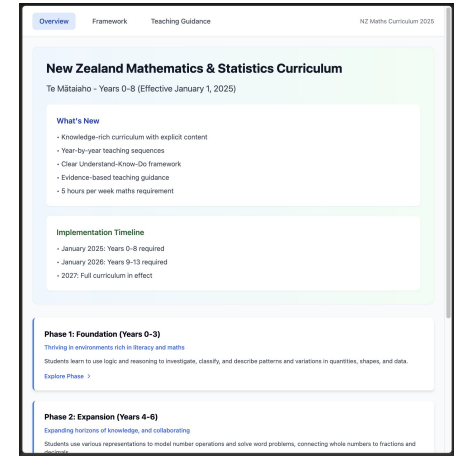 Overview
Framework
Teaching Guidance
NZ Maths Curriculum 2025
New Zealand Mathematics & Statistics Curriculum
Te Mātaiaho - Years 0-8 (Effective January 1, 2025)
What's New
• Knowledge-rich curriculum with explicit content
• Year-by-year teaching sequences
• Clear Understand-Know-Do framework
• Evidence-based teaching guidance
• 5 hours per week maths requirement
Implementation Timeline
• January 2025: Years 0-8 required
• January 2026: Years 9-13 required
• 2027: Full curriculum in effect
Phase 1: Foundation (Years 0-3)
Thriving in environments rich in literacy and maths
Students learn to use logic and reasoning to investigate, classify, and describe patterns and variations in quantities, shapes, and data.
Explore Phase >
Phase 2: Expansion (Years 4-6)
Expanding horizons of knowledge, and collaborating
Students use various representations to model number operations and solve word problems, connecting whole numbers to fractions and
decimals.